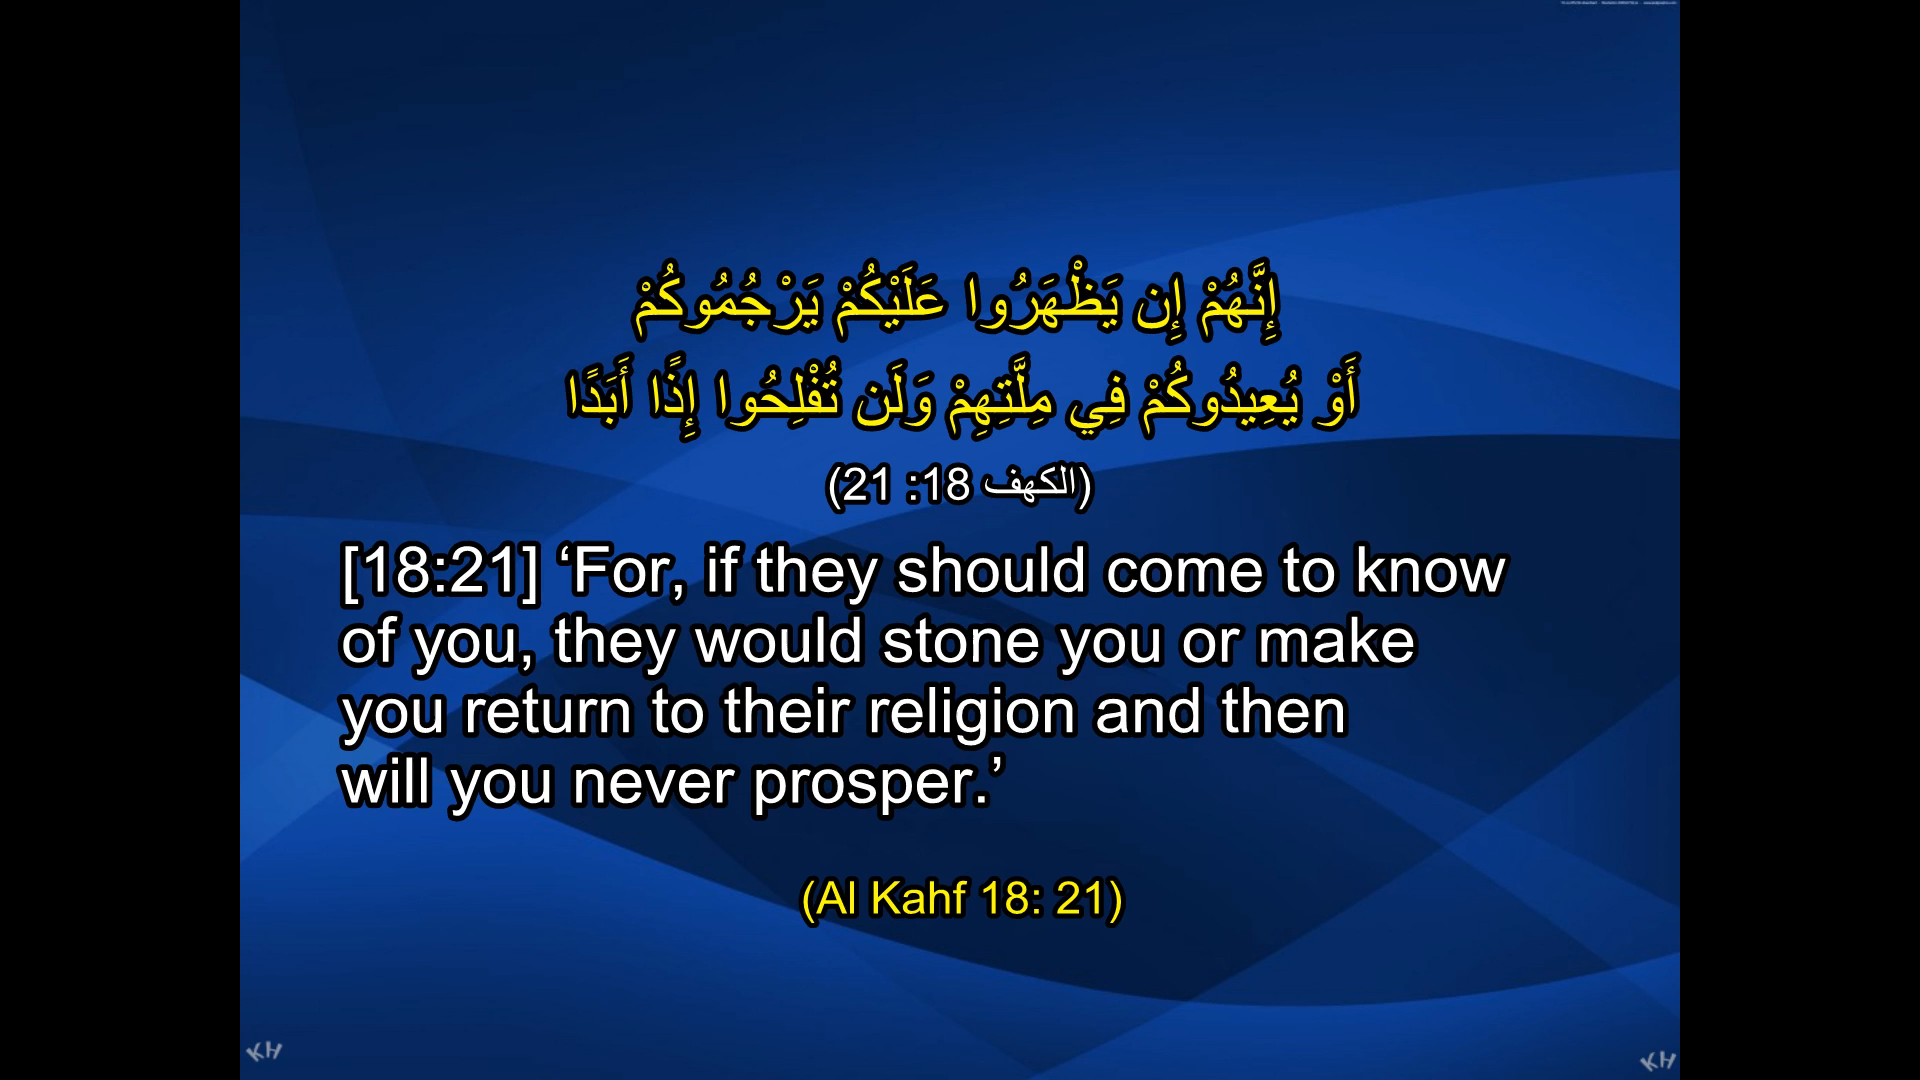 إِنَّهُمْ إِن يَظْهَرُوا عَلَيْكُمْ يَرْجُمُوكُمْ
أَوْ يُعِيدُوكُمْ فِي مِلَّتِهِمْ وَلَن تُفْلِحُوا إِذًا أَبَدًا
(الكهف 18: 21)
[18:21] ‘For, if they should come to know
of you, they would stone you or make
you return to their religion and then
will you never prosper.’
(Al Kahf 18: 21)
KH
KH